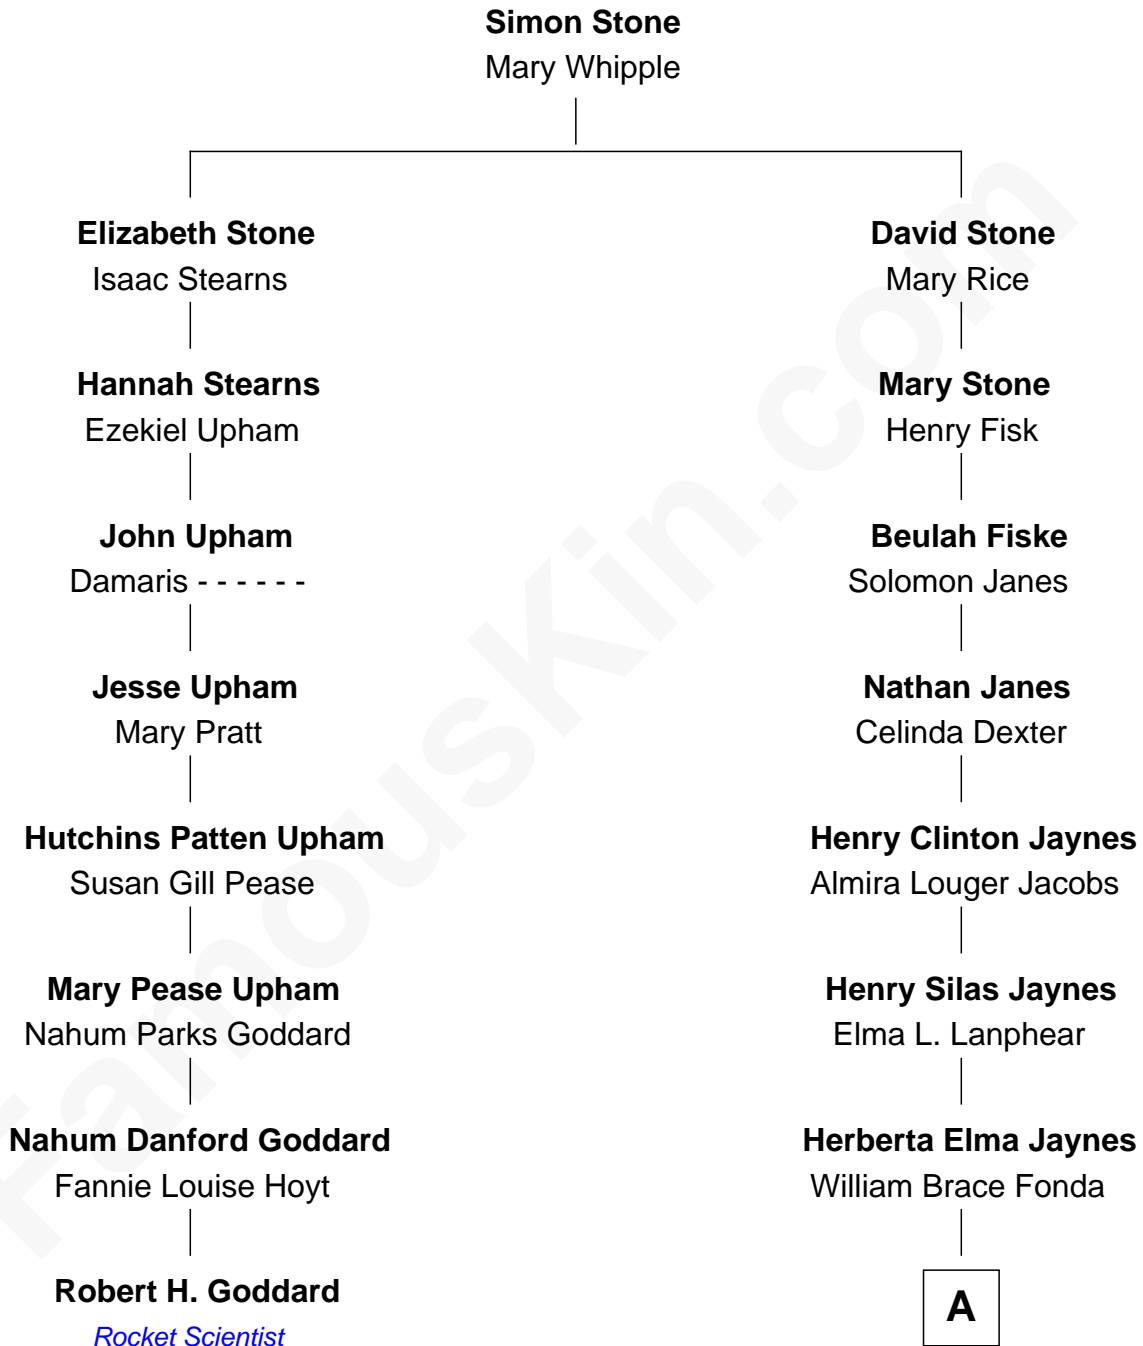 Simon Stone
Mary Whipple
Elizabeth Stone
Isaac Stearns
David Stone
Mary Rice
Hannah Stearns
Ezekiel Upham
Mary Stone
Henry Fisk
John Upham
Damaris - - - - - -
Beulah Fiske
Solomon Janes
Jesse Upham
Mary Pratt
Nathan Janes
Celinda Dexter
Hutchins Patten Upham
Susan Gill Pease
Henry Clinton Jaynes
Almira Louger Jacobs
Mary Pease Upham
Nahum Parks Goddard
Henry Silas Jaynes
Elma L. Lanphear
Nahum Danford Goddard
Fannie Louise Hoyt
Herberta Elma Jaynes
William Brace Fonda
Robert H. Goddard
Rocket Scientist
A
FamousKin.com